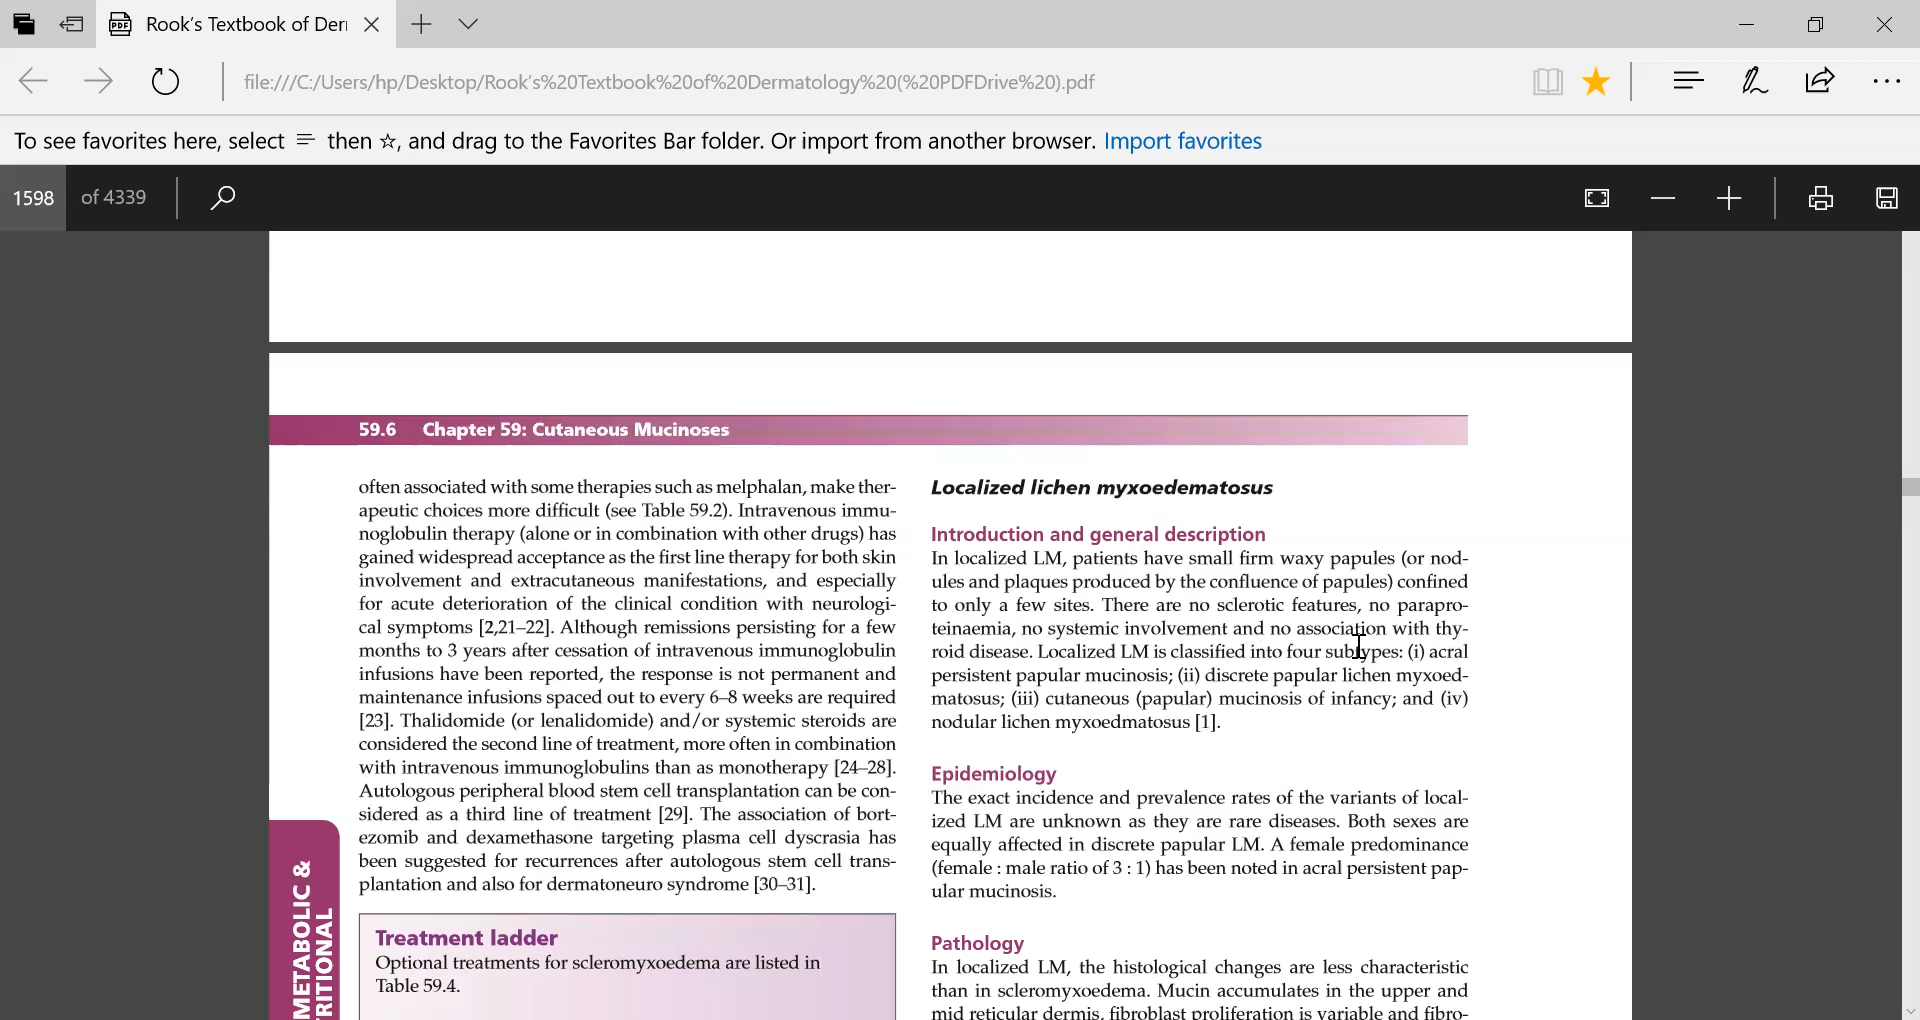 PDF
Rook's Textbook of Der
file:///C:/Users/hp/Desktop/Rook's%20Textbook%20of%20Dermatology%20(%20PDFDrive%20).pdf
To see favorites here, select then ☆, and drag to the Favorites Bar folder. Or import from another browser. Import favorites
1598 of 4339
59.6 Chapter 59: Cutaneous Mucinoses
often associated with some therapies such as melphalan, make ther-
apeutic choices more difficult (see Table 59.2). Intravenous immu-
noglobulin therapy (alone or in combination with other drugs) has
gained widespread acceptance as the first line therapy for both skin
involvement and extracutaneous manifestations, and especially
for acute deterioration of the clinical condition with neurologi-
cal symptoms [2,21–22]. Although remissions persisting for a few
months to 3 years after cessation of intravenous immunoglobulin
infusions have been reported, the response is not permanent and
maintenance infusions spaced out to every 6–8 weeks are required
[23]. Thalidomide (or lenalidomide) and/or systemic steroids are
considered the second line of treatment, more often in combination
with intravenous immunoglobulins than as monotherapy [24–28].
Autologous peripheral blood stem cell transplantation can be con-
sidered as a third line of treatment [29]. The association of bort-
ezomib and dexamethasone targeting plasma cell dyscrasia has
been suggested for recurrences after autologous stem cell trans-
plantation and also for dermatoneuro syndrome [30–31].
Treatment ladder
Optional treatments for scleromyxoedema are listed in
Table 59.4.
METABOLIC &
TRITIONAL
Localized lichen myxoedematosus
Introduction and general description
In localized LM, patients have small firm waxy papules (or nod-
ules and plaques produced by the confluence of papules) confined
to only a few sites. There are no sclerotic features, no parapro-
teinaemia, no systemic involvement and no association with thy-
roid disease. Localized LM is classified into four subtypes: (i) acral
persistent papular mucinosis; (ii) discrete papular lichen myxoed-
matosus; (iii) cutaneous (papular) mucinosis of infancy; and (iv)
nodular lichen myxoedmatosus [1].
Epidemiology
The exact incidence and prevalence rates of the variants of local-
ized LM are unknown as they are rare diseases. Both sexes are
equally affected in discrete papular LM. A female predominance
(female : male ratio of 3 : 1) has been noted in acral persistent pap-
ular mucinosis.
Pathology
In localized LM, the histological changes are less characteristic
than in scleromyxoedema. Mucin accumulates in the upper and
mid reticular dermis, fibroblast proliferation is variable and fibro-